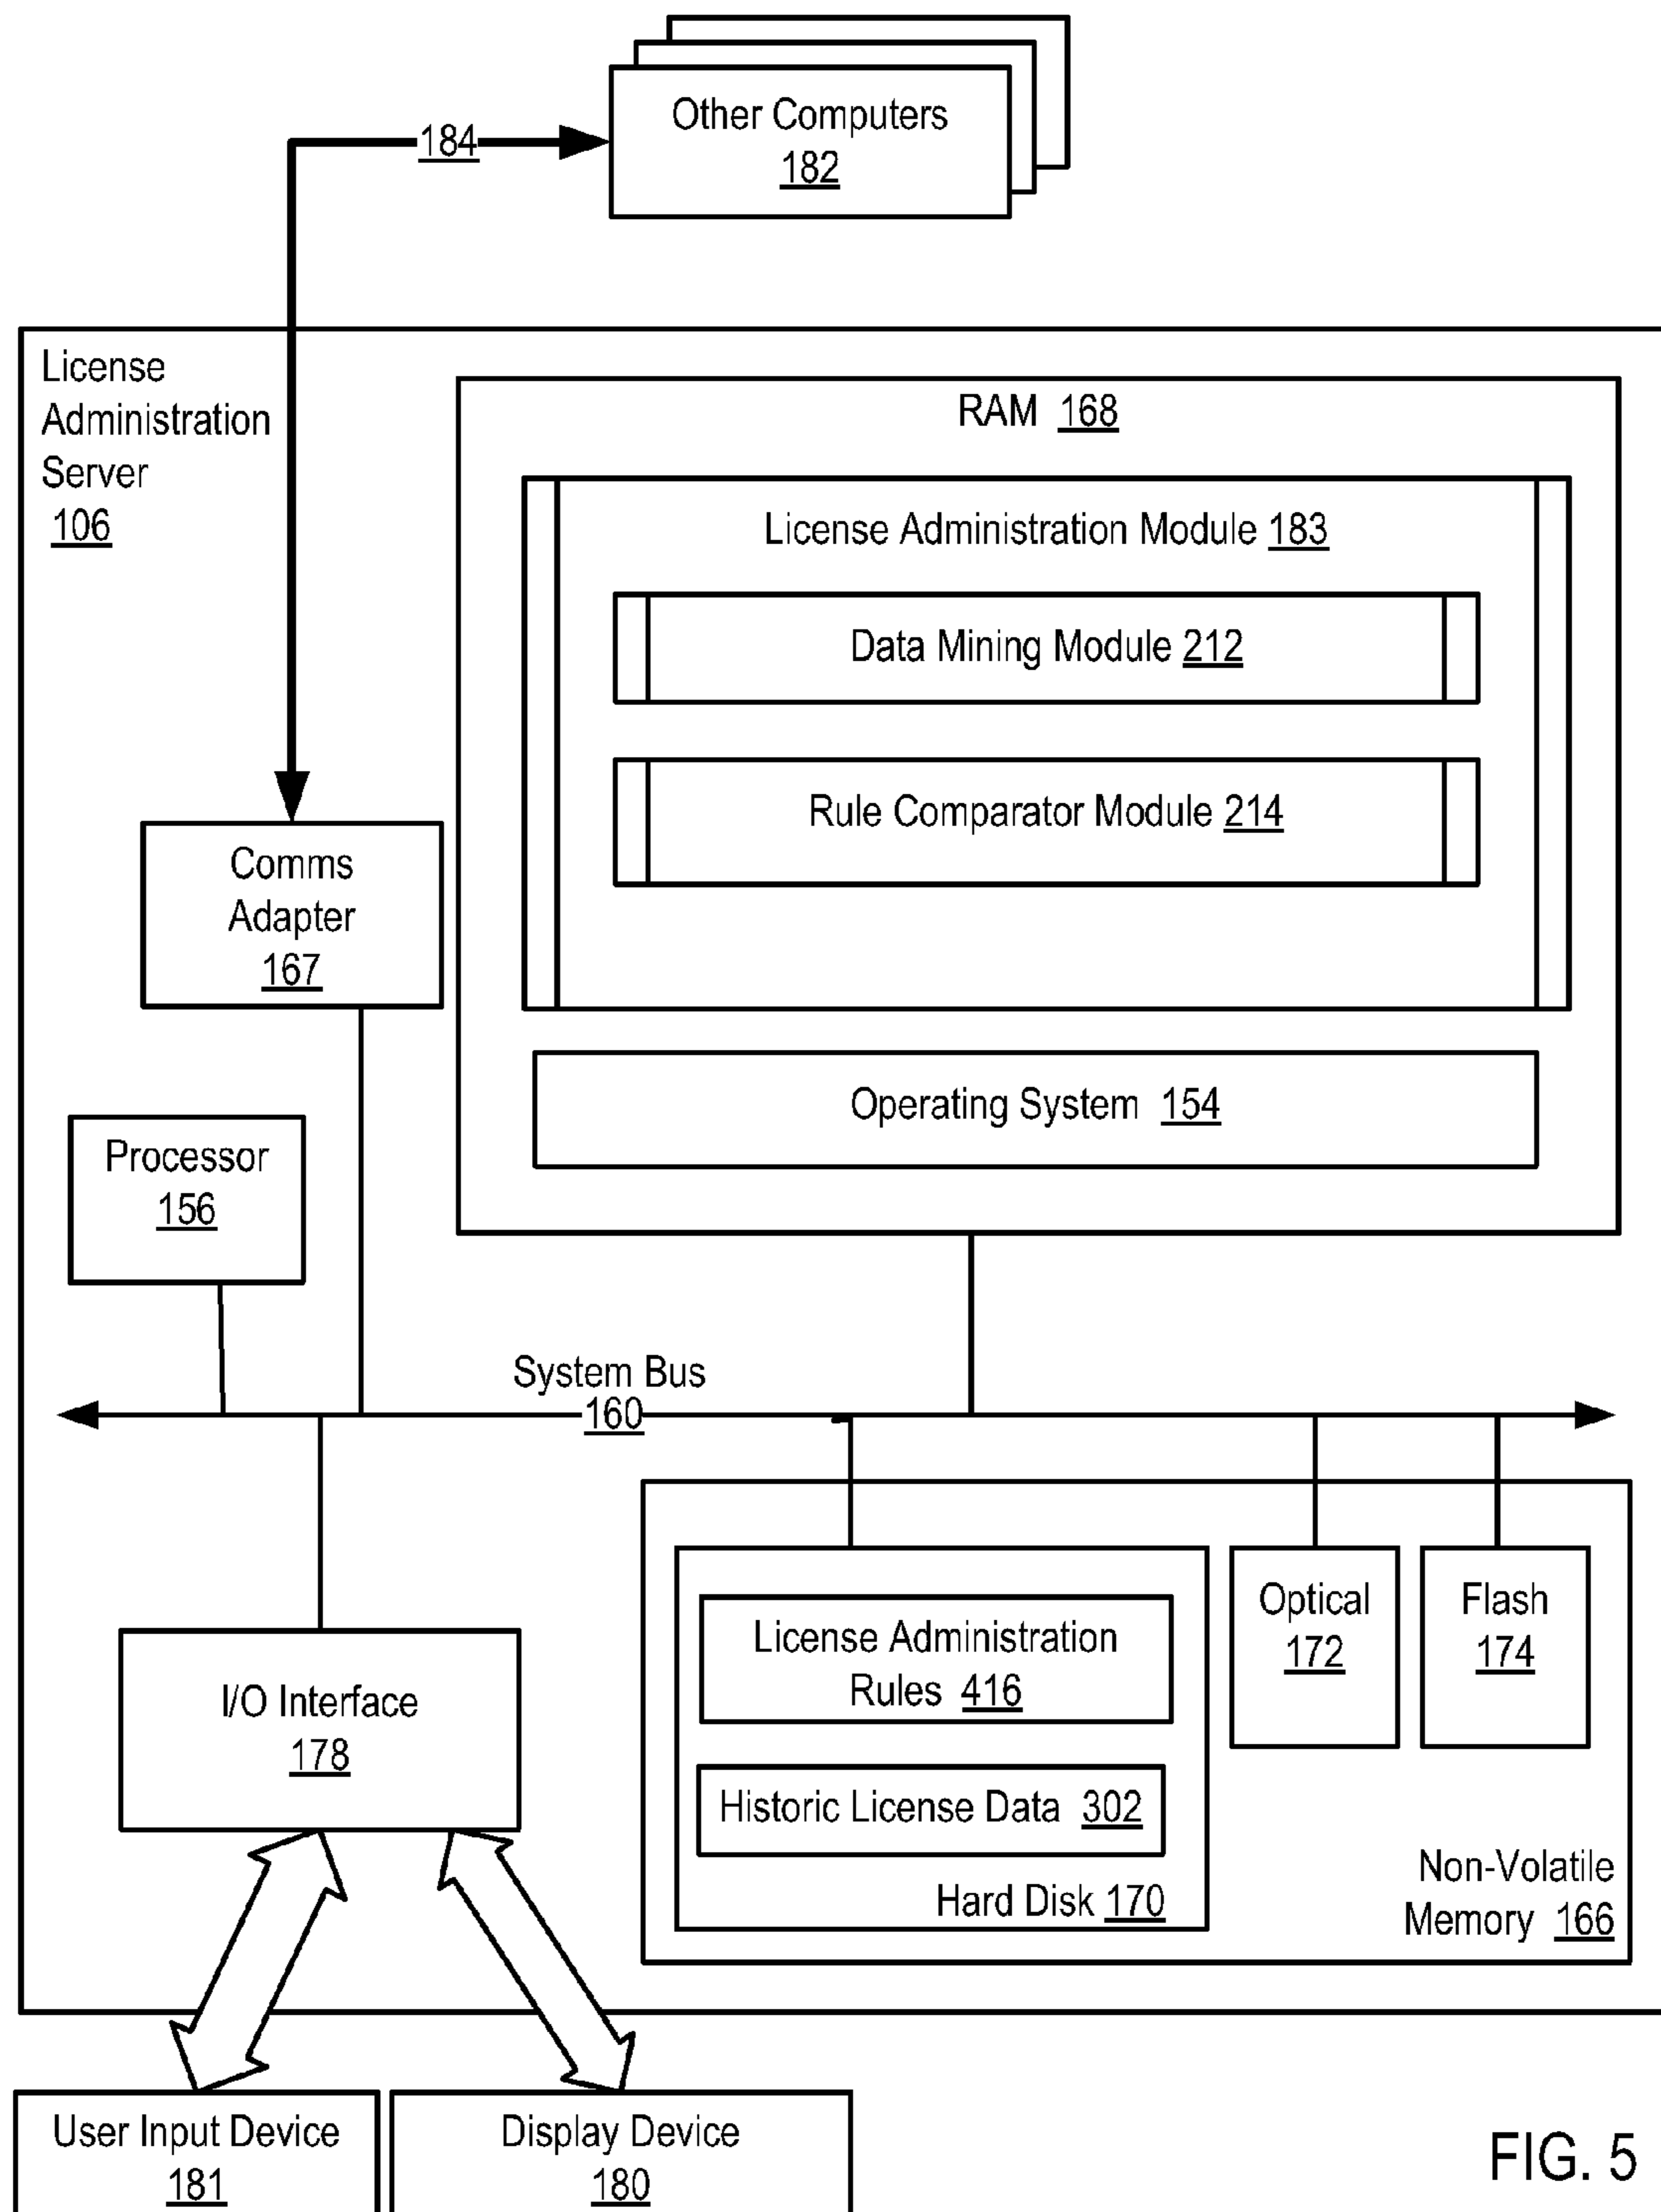 Other Computers
182
184
License
Administration
Server
106
RAM 168
License Administration Module 183
Data Mining Module 212
Rule Comparator Module 214
Comms
Adapter
167
Operating System 154
Processor
156
System Bus
160
License Administration
Rules 416
Historic License Data 302
Hard Disk 170
Optical
172
Flash
174
Non-Volatile
Memory 166
I/O Interface
178
User Input Device
181
Display Device
180
FIG. 5